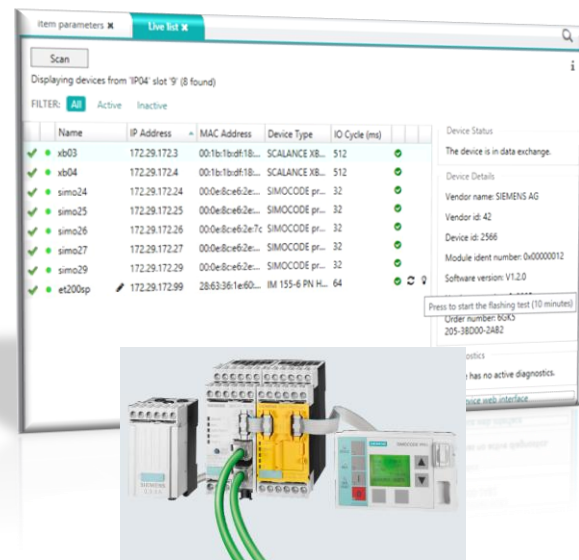 Item parameters ✖ Live list ✖
Scan
Displaying devices from 'IP04' slot '9' (8 found)
FILTER: All Active Inactive
Name IP Address MAC Address Device Type IO Cycle (ms)
xb03 172.29.172.3 00:1b:1b:df:18:... SCALANCE XB... 512
xb04 172.29.172.4 00:1b:1b:df:18:... SCALANCE XB... 512
simo24 172.29.172.24 00:0e:8c:e6:2e:... SIMOCODE pr... 32
simo25 172.29.172.25 00:0e:8c:e6:2e:... SIMOCODE pr... 32
simo26 172.29.172.26 00:0e:8c:e6:2e:7c SIMOCODE pr... 32
simo27 172.29.172.27 00:0e:8c:e6:2e:... SIMOCODE pr... 32
simo29 172.29.172.29 00:0e:8c:e6:2e:... SIMOCODE pr... 32
et200sp 172.29.172.99 28:63:36:1e:60:... IM 155-6 PN H... 64
Device Status
The device is in data exchange.
Device Details
Vendor name: SIEMENS AG
Vendor id: 42
Device id: 2566
Module ident number: 0x00000012
Software version: V1.2.0
Press to start the flashing test (10 minutes)
Order number: 6GK5
205-3BD00-2AB2
has no active diagnostics.
web interface
SIEMENS
SIEMENS